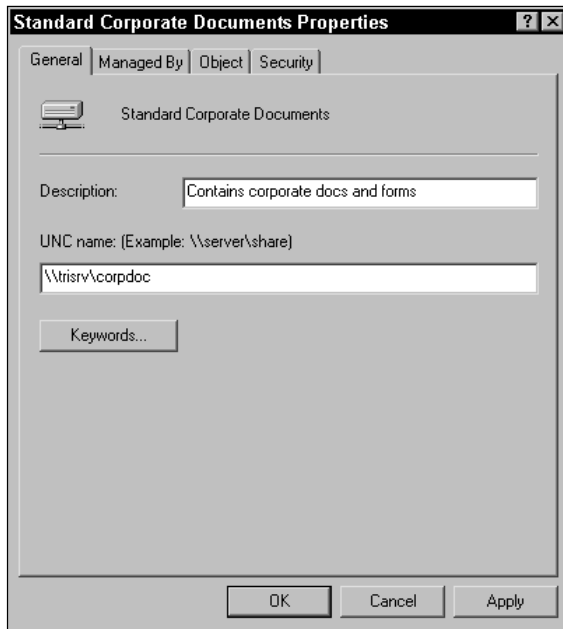 Standard Corporate Documents Properties ? ×
General Managed By Object Security
Standard Corporate Documents
Description: Contains corporate docs and forms
UNC name: (Example: \\server\share)
\\trisrv\corpdoc
Keywords...
OK Cancel Apply